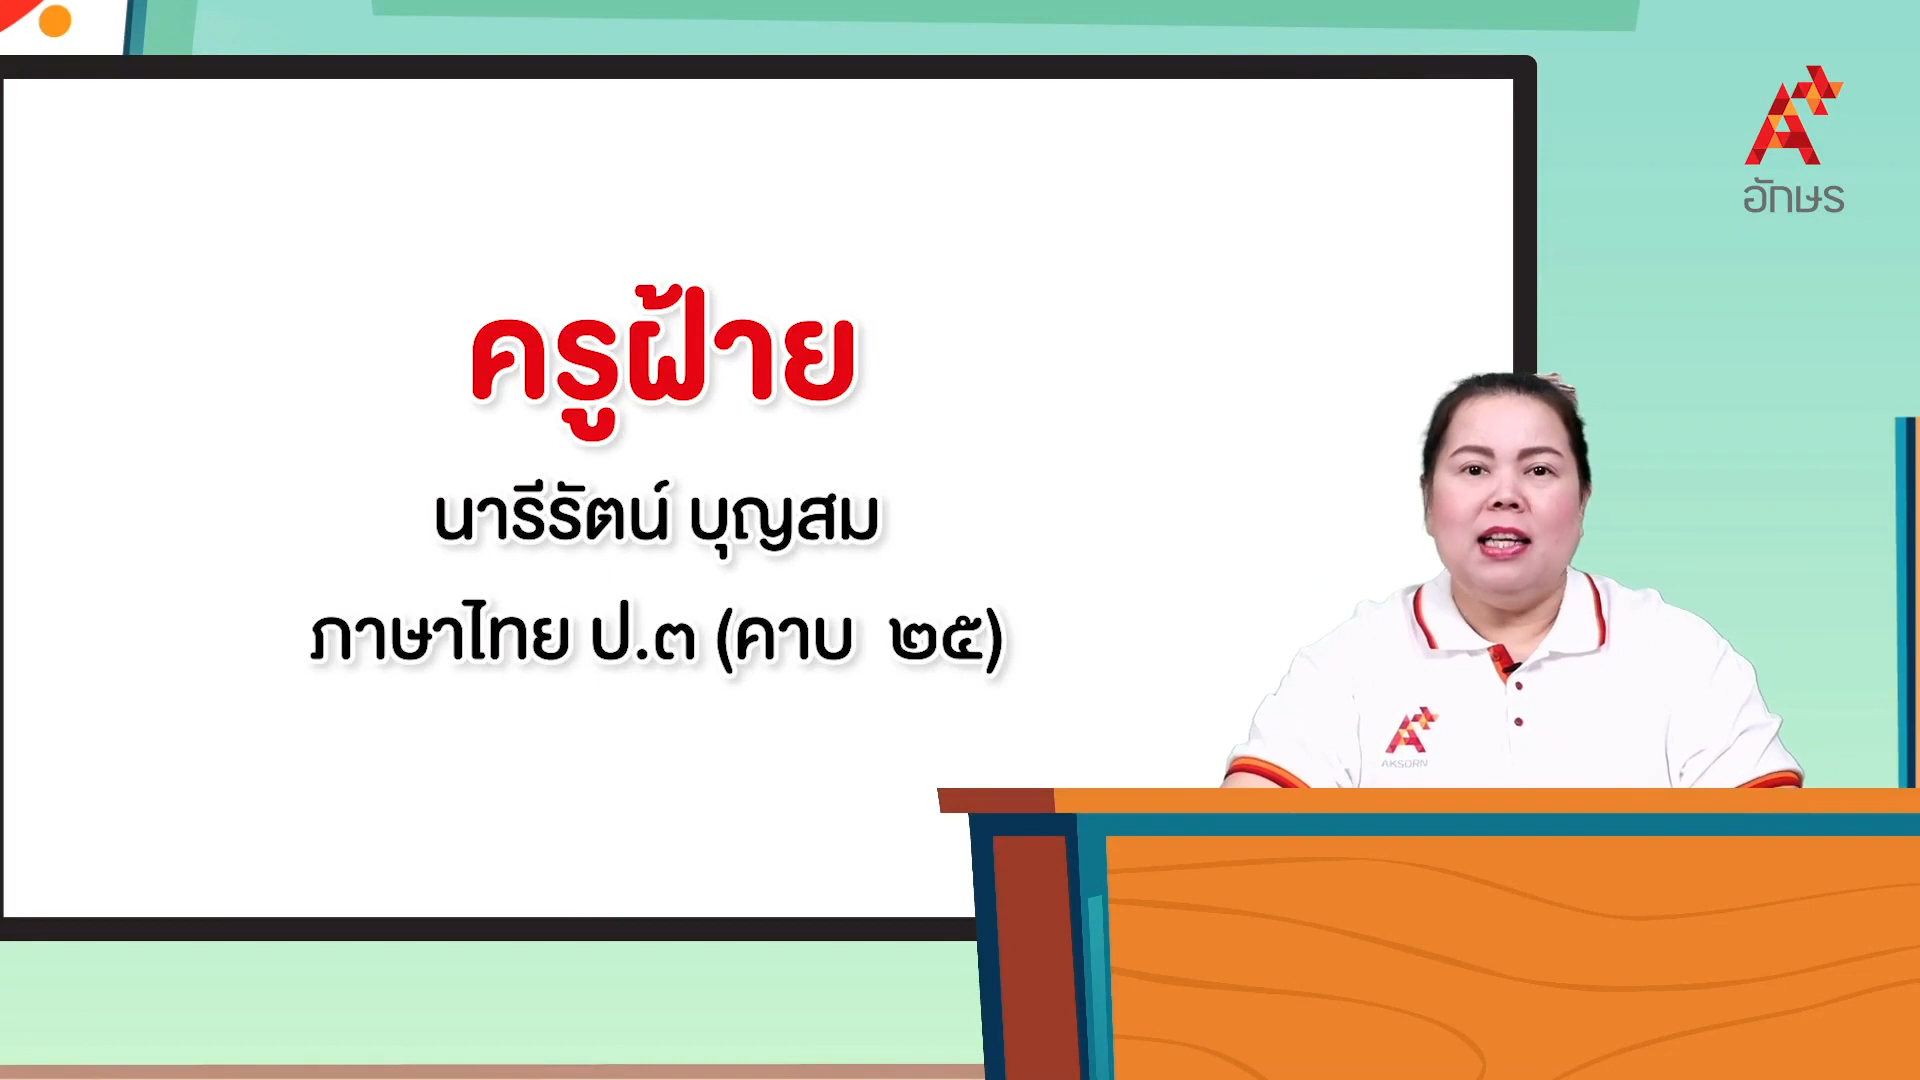 อักษร
ครูฝ้าย
นารีรัตน์ บุญสม
ภาษาไทย ป.๓ (คาบ ๒๕)
AKSORN